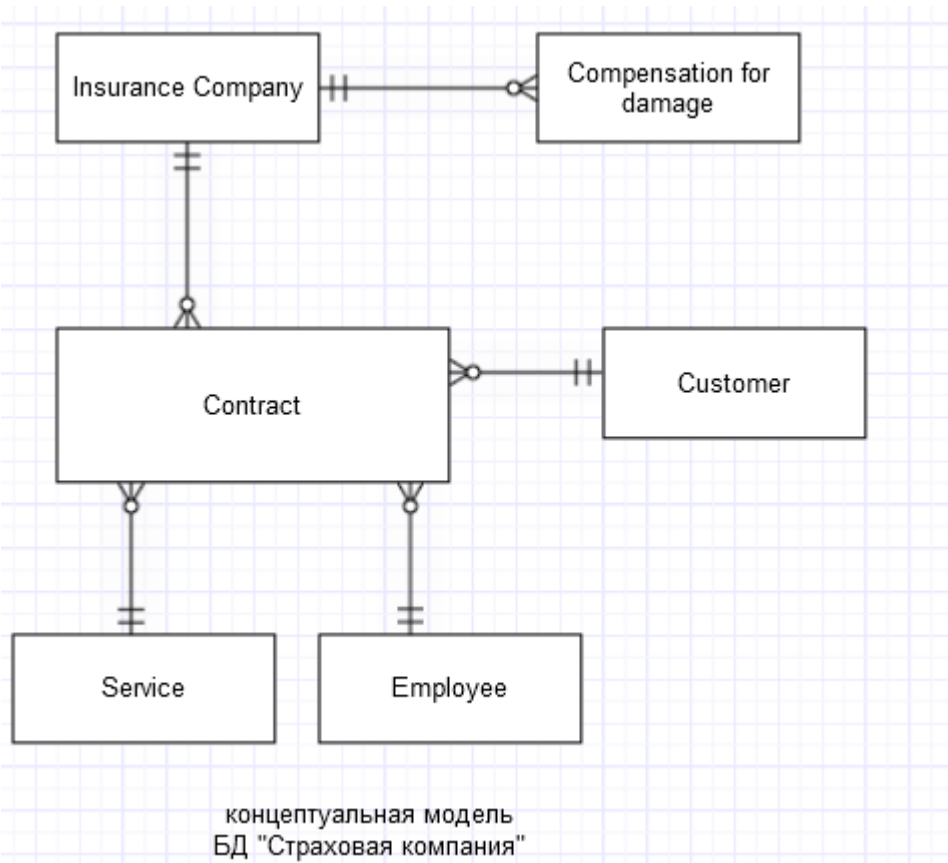 Insurance Company
Compensation for
damage
Contract
Customer
Service
Employee
концептуальная модель
БД "Страховая компания"